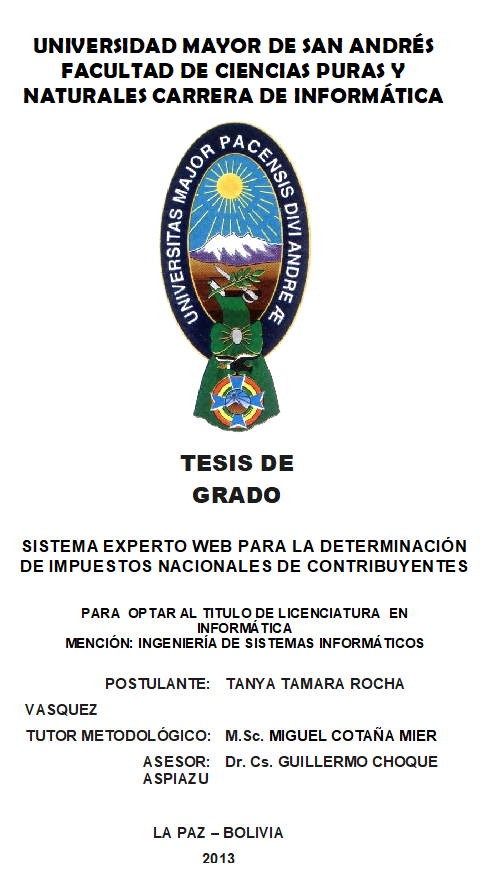 UNIVERSIDAD MAYOR DE SAN ANDRÉS
FACULTAD DE CIENCIAS PURAS Y
NATURALES CARRERA DE INFORMÁTICA
UNIVERSITAS MAJOR PACENSIS DIVI ANDRE Æ
TESIS DE
GRADO
SISTEMA EXPERTO WEB PARA LA DETERMINACIÓN
DE IMPUESTOS NACIONALES DE CONTRIBUYENTES
PARA OPTAR AL TITULO DE LICENCIATURA EN
INFORMÁTICA
MENCIÓN: INGENIERÍA DE SISTEMAS INFORMÁTICOS
POSTULANTE: TANYA TAMARA ROCHA
VASQUEZ
TUTOR METODOLÓGICO: M.Sc. MIGUEL COTAÑA MIER
ASESOR: Dr. Cs. GUILLERMO CHOQUE
ASPIAZU
LA PAZ – BOLIVIA
2013